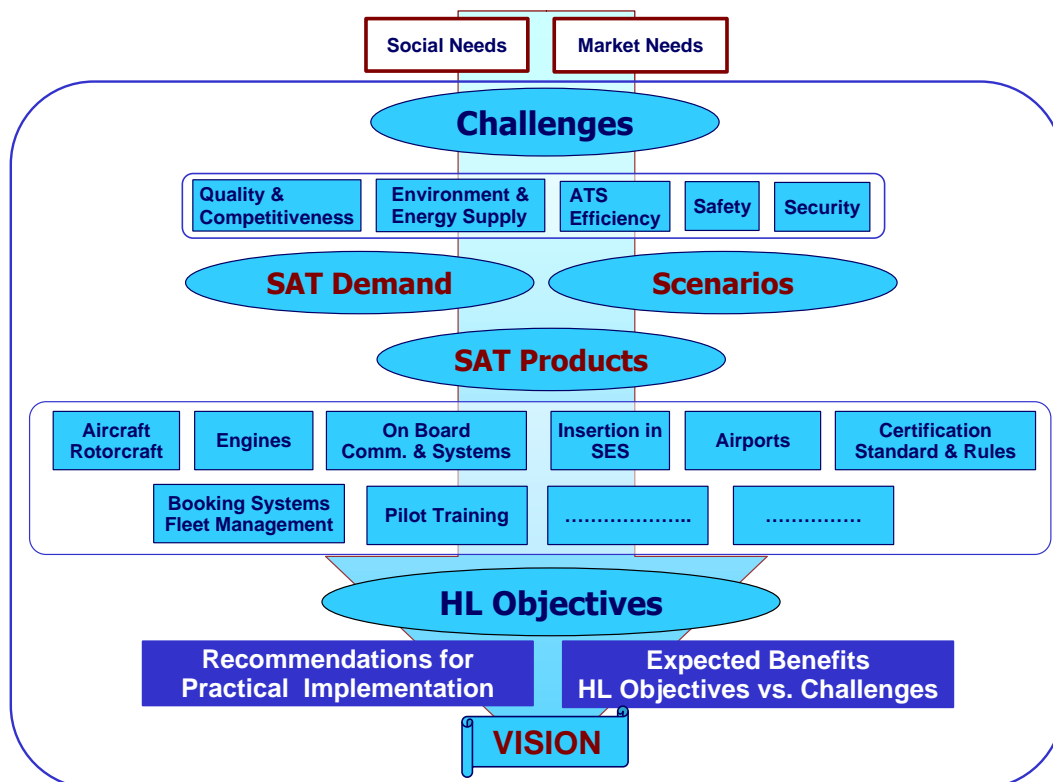 Social Needs
Market Needs
Challenges
Quality &
Competitiveness
Environment &
Energy Supply
ATS
Efficiency
Safety
Security
SAT Demand
Scenarios
SAT Products
Aircraft
Rotorcraft
Engines
On Board
Comm. & Systems
Insertion in
SES
Airports
Certification
Standard & Rules
Booking Systems
Fleet Management
Pilot Training
………………..
……………
HL Objectives
Recommendations for
Practical Implementation
Expected Benefits
HL Objectives vs. Challenges
VISION